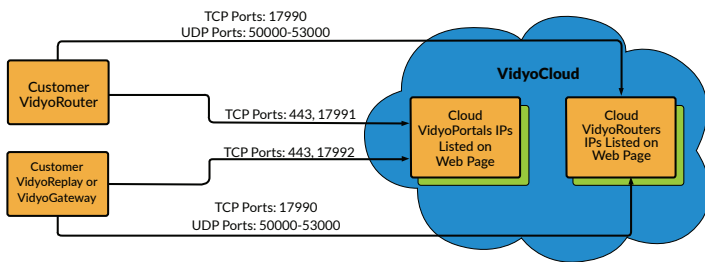 TCP Ports: 17990
UDP Ports: 50000-53000
VidyoCloud
Customer
VidyoRouter
TCP Ports: 443, 17991
Cloud
VidyoPortals IPs
Listed on
Web Page
Cloud
VidyoRouters
IPs Listed on
Web Page
TCP Ports: 443, 17992
Customer
VidyoReplay or
VidyoGateway
TCP Ports: 17990
UDP Ports: 50000-53000